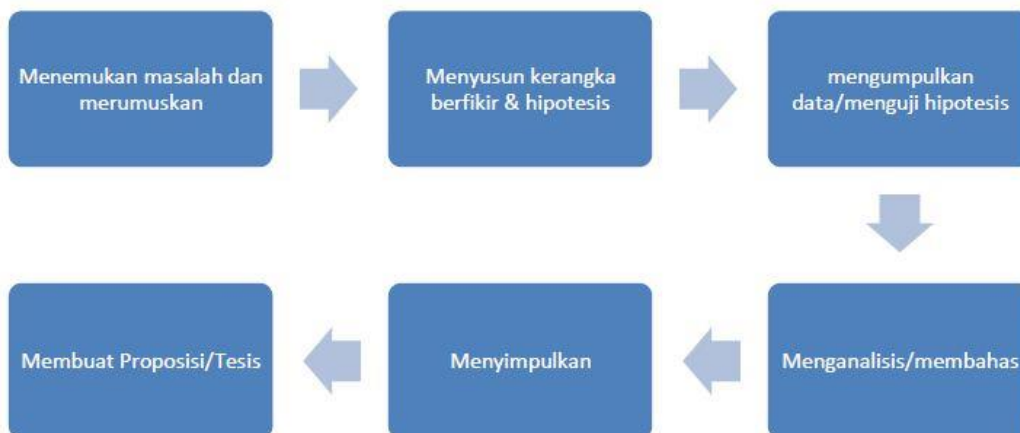 Menemukan masalah dan
merumuskan
Menyusun kerangka
berfikir & hipotesis
mengumpulkan
data/menguji hipotesis
Menganalisis/membahas
Menyimpulkan
Membuat Proposisi/Tesis